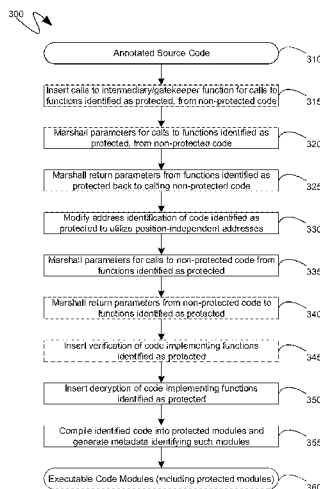 300
Annotated Source Code
310
Insert calls to intermediary/gatekeeper function for calls to
functions identified as protected, from non-protected code
315
Marshall parameters for calls to functions identified as
protected, from non-protected code
320
Marshall return parameters from functions identified as
protected back to calling non-protected code
325
Modify address identification of code identified as
protected to utilize position-independent addresses
330
Marshall parameters for calls to non-protected code from
functions identified as protected
335
Marshall return parameters from non-protected code to
functions identified as protected
340
Insert verification of code implementing functions
identified as protected
345
Insert decryption of code implementing functions
identified as protected
350
Compile identified code into protected modules and
generate metadata identifying such modules
355
Executable Code Modules (including protected modules)
360